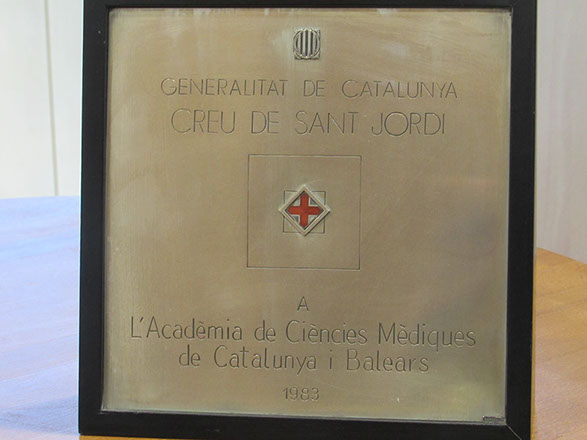 GENERALITAT DE CATALUNYA
CREU DE SANT JORDI
A
L'Acadèmia de Ciències Mèdiques
de Catalunya i Balears
1983